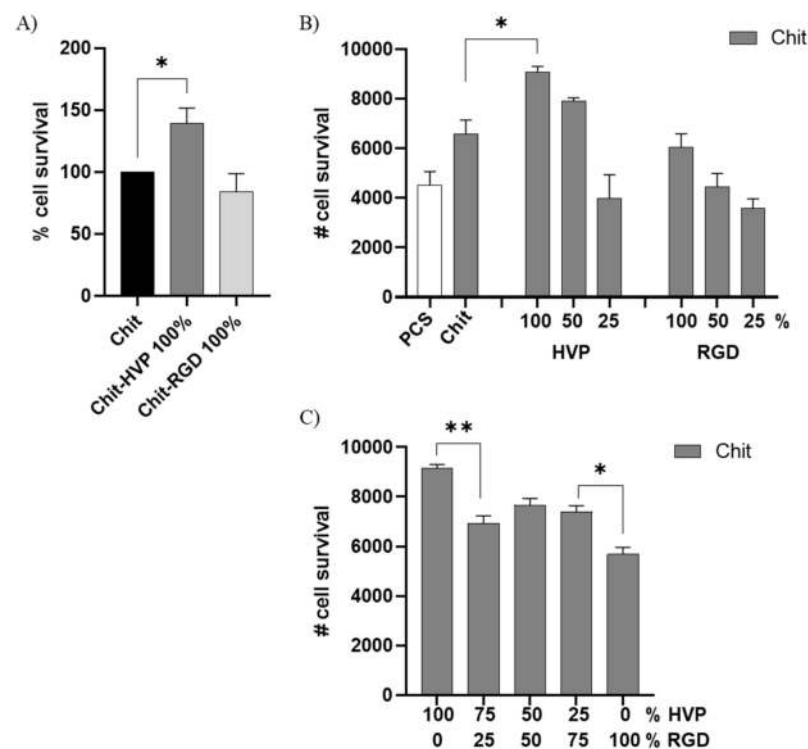 A)
% cell survival
200
150
100
50
0
*
Chit
Chit-HVP 100%
Chit-RGD 100%
B)
# cell survival
10000
8000
6000
4000
2000
0
*
Chit
PCS
Chit
100 50 25 100 50 25 %
HVP RGD
C)
# cell survival
10000
8000
6000
4000
2000
0
**
*
Chit
100 75 50 25 0 % HVP
0 25 50 75 100% RGD